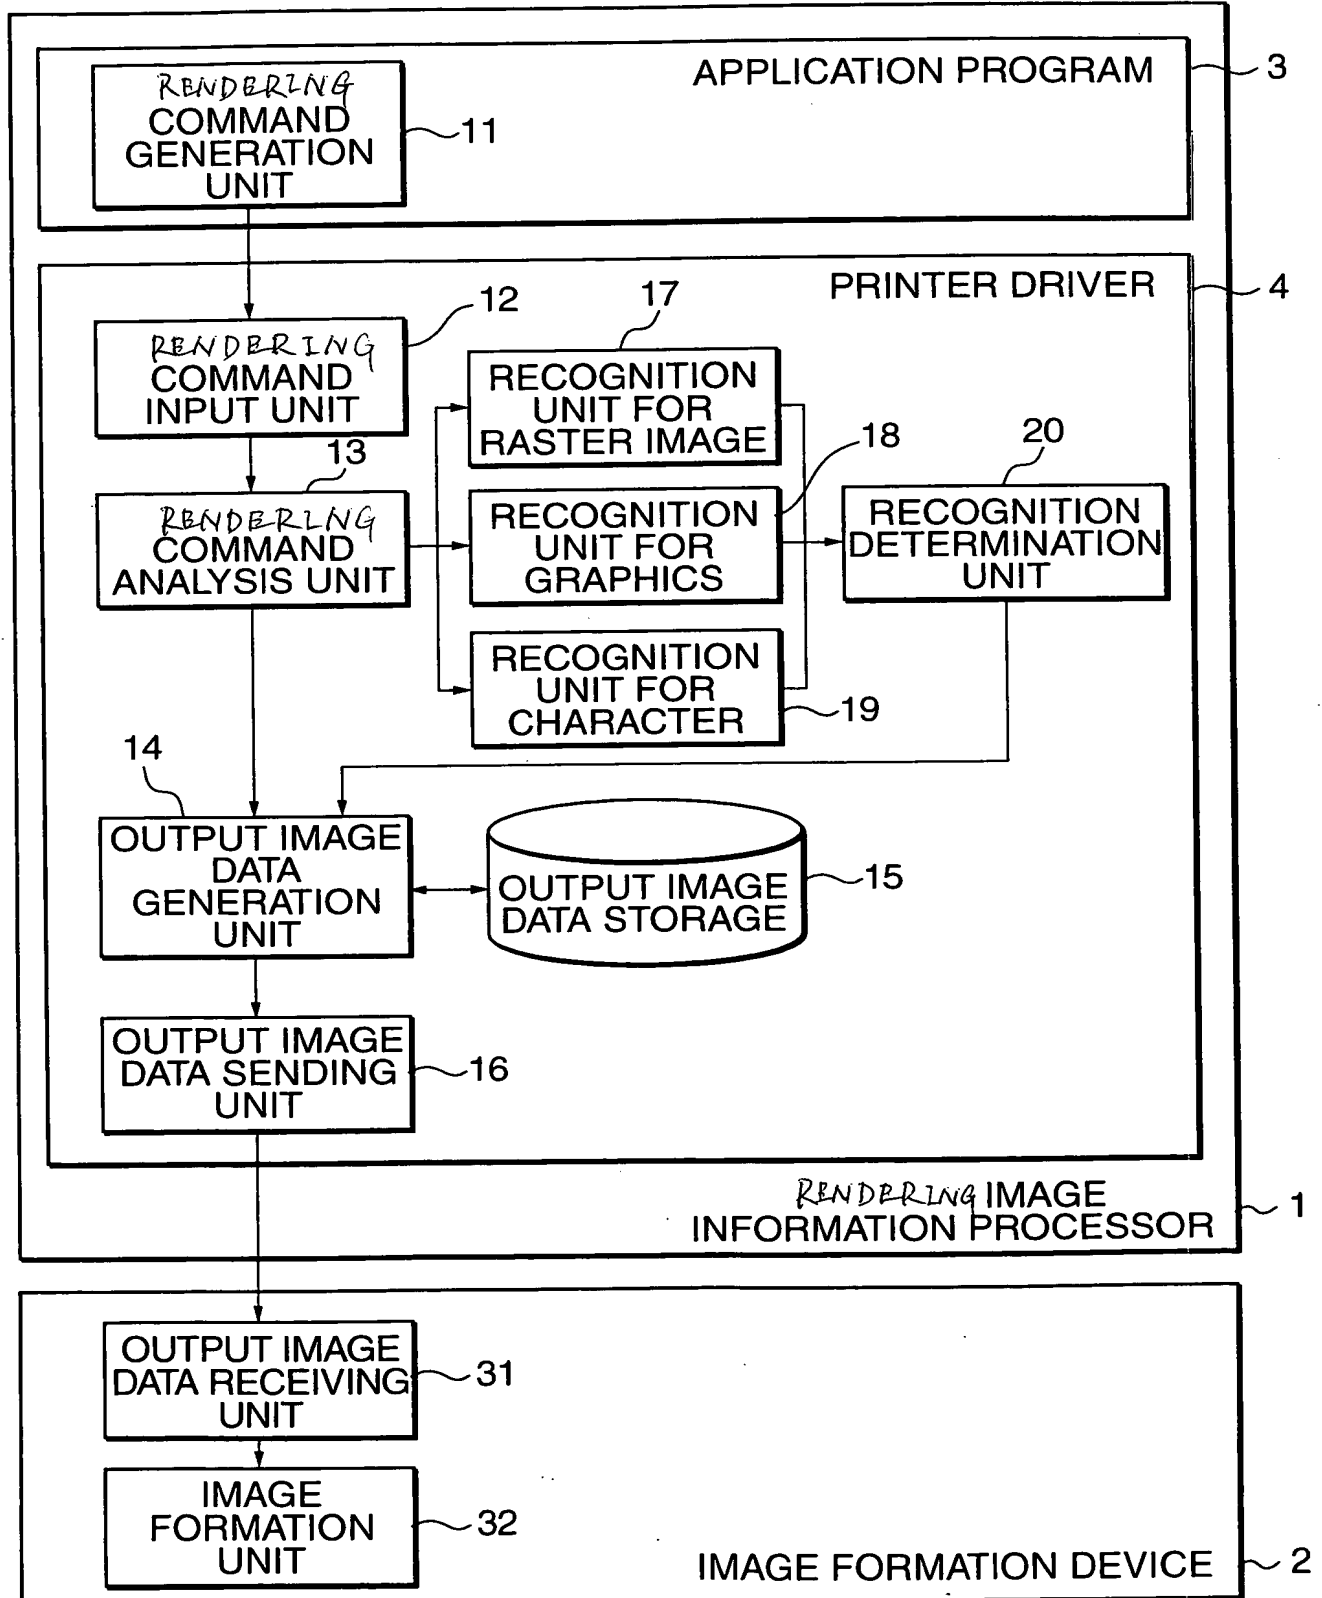 APPLICATION PROGRAM
3
RENDERING
COMMAND
GENERATION
UNIT
11
PRINTER DRIVER
4
12
RENDERING
COMMAND
INPUT UNIT
17
RECOGNITION
UNIT FOR
RASTER IMAGE
13
RENDERING
COMMAND
ANALYSIS UNIT
18
RECOGNITION
UNIT FOR
GRAPHICS
20
RECOGNITION
DETERMINATION
UNIT
RECOGNITION
UNIT FOR
CHARACTER
19
14
OUTPUT IMAGE
DATA
GENERATION
UNIT
OUTPUT IMAGE
DATA STORAGE
15
OUTPUT IMAGE
DATA SENDING
UNIT
16
RENDERING IMAGE
INFORMATION PROCESSOR
1
OUTPUT IMAGE
DATA RECEIVING
UNIT
31
IMAGE
FORMATION
UNIT
32
IMAGE FORMATION DEVICE
2